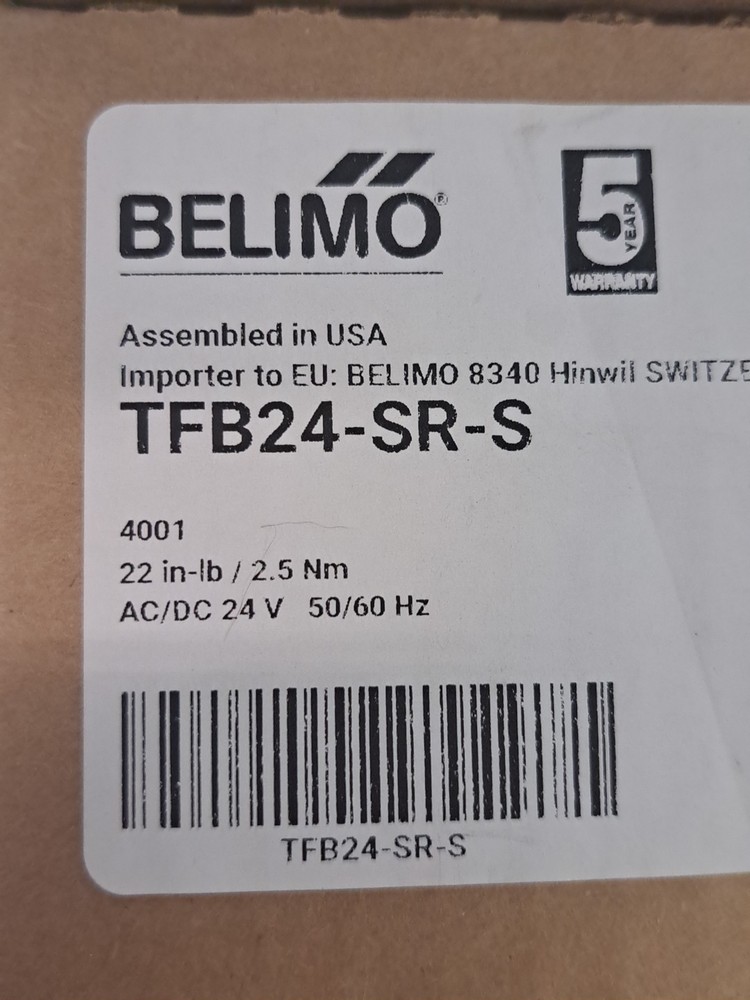 BELIMO®
5 YEAR
WARRANTY
Assembled in USA
Importer to EU: BELIMO 8340 Hinwil
TFB24-SR-S
4001
22 in-lb / 2.5 Nm
AC/DC 24 V 50/60 Hz
TFB24-SR-S